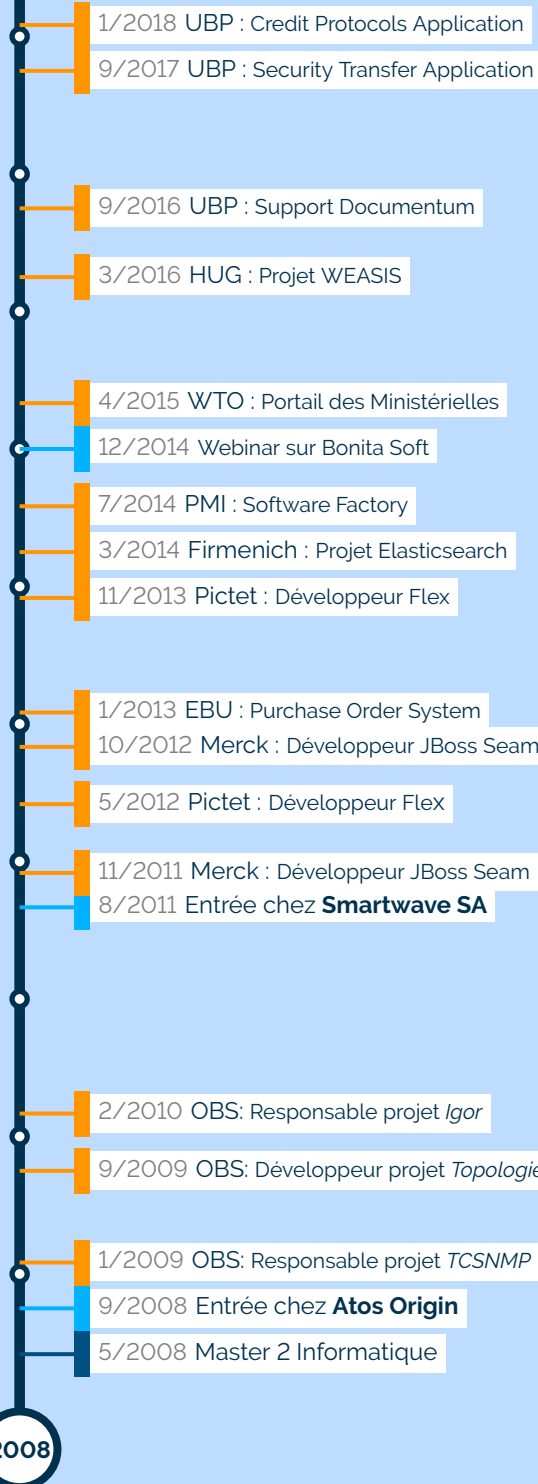 1/2018 UBP : Credit Protocols Application
9/2017 UBP : Security Transfer Application
9/2016 UBP : Support Documentum
3/2016 HUG : Projet WEASIS
4/2015 WTO : Portail des Ministérielles
12/2014 Webinar sur Bonita Soft
7/2014 PMI : Software Factory
3/2014 Firmenich : Projet Elasticsearch
11/2013 Pictet : Développeur Flex
1/2013 EBU : Purchase Order System
10/2012 Merck : Développeur JBoss Seam
5/2012 Pictet : Développeur Flex
11/2011 Merck : Développeur JBoss Seam
8/2011 Entrée chez Smartwave SA
2/2010 OBS: Responsable projet Igor
9/2009 OBS: Développeur projet Topologie
1/2009 OBS: Responsable projet TCSNMP
9/2008 Entrée chez Atos Origin
5/2008 Master 2 Informatique
2008